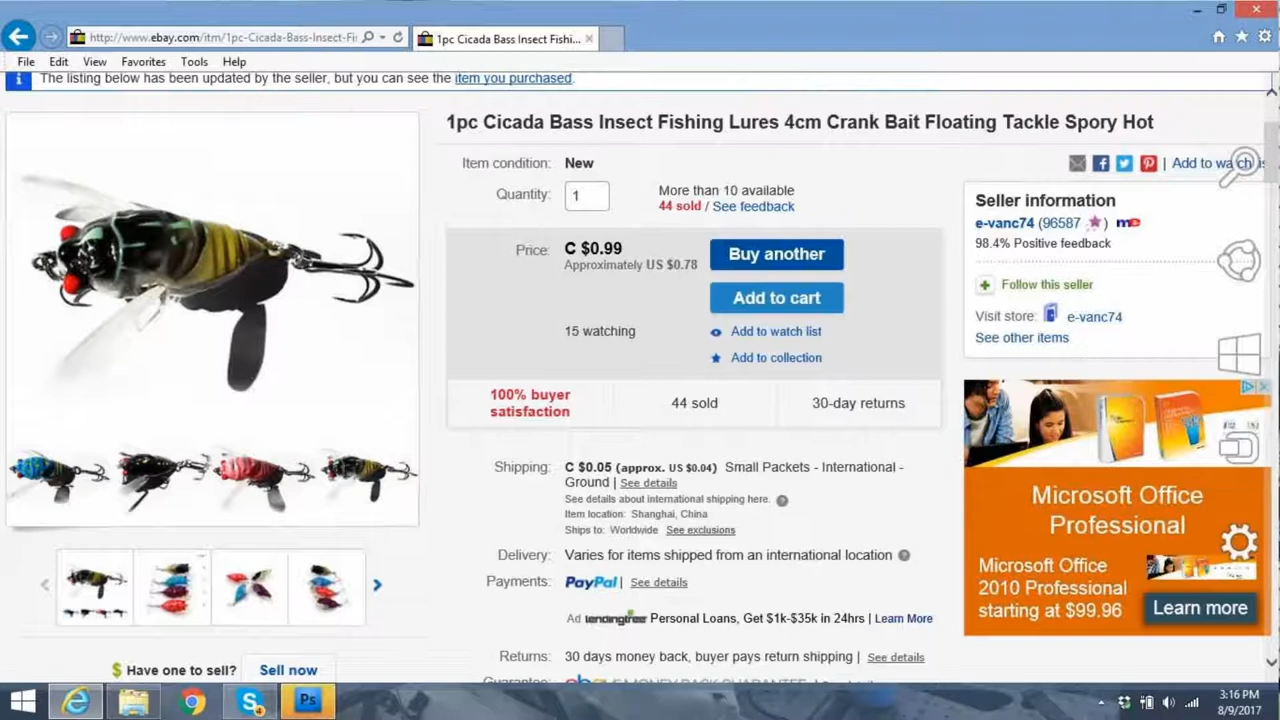 http://www.ebay.com/itm/1pc-Cicada-Bass-Insect-Fi
1pc Cicada Bass Insect Fishi...
File Edit View Favorites Tools Help
The listing below has been updated by the seller, but you can see the item you purchased.
1pc Cicada Bass Insect Fishing Lures 4cm Crank Bait Floating Tackle Spory Hot
Item condition: New
Add to watch
Quantity: 1
More than 10 available
44 sold / See feedback
Price: C $0.99
Approximately US $0.78
Buy another
Add to cart
15 watching
Add to watch list
Add to collection
100% buyer
satisfaction
44 sold
30-day returns
Shipping: C $0.05 (approx. US $0.04) Small Packets - International -
Ground | See details
See details about international shipping here.
Item location: Shanghai, China
Ships to: Worldwide See exclusions
Delivery: Varies for items shipped from an international location
Payments: PayPal | See details
Ad lendingtree Personal Loans, Get $1k-$35k in 24hrs | Learn More
Returns: 30 days money back, buyer pays return shipping | See details
Seller information
e-vanc74 (96587 ) me
98.4% Positive feedback
Follow this seller
Visit store: e-vanc74
See other items
Microsoft Office
Professional
Microsoft Office
2010 Professional
starting at $99.96
Learn more
$ Have one to sell? Sell now
Ps
3:16 PM
8/9/2017